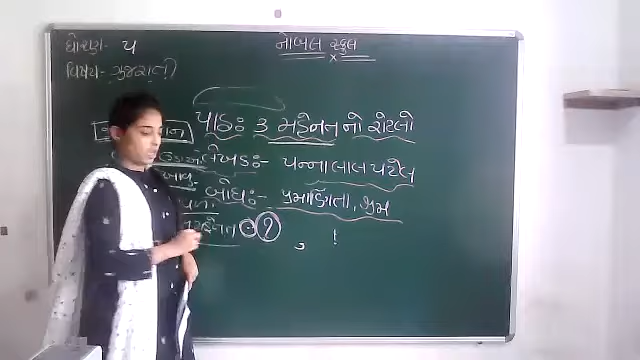 નોબલ સ્કુલ
x
ધોરણ- ૫
વિષય- ગુજરાતી
પાઠઃ ૩ મહેનત નો રોટલો
લેખકઃ- પન્નાલાલ પટેલ
બોધઃ- પ્રમાણિકતા, શ્રમ
? , !